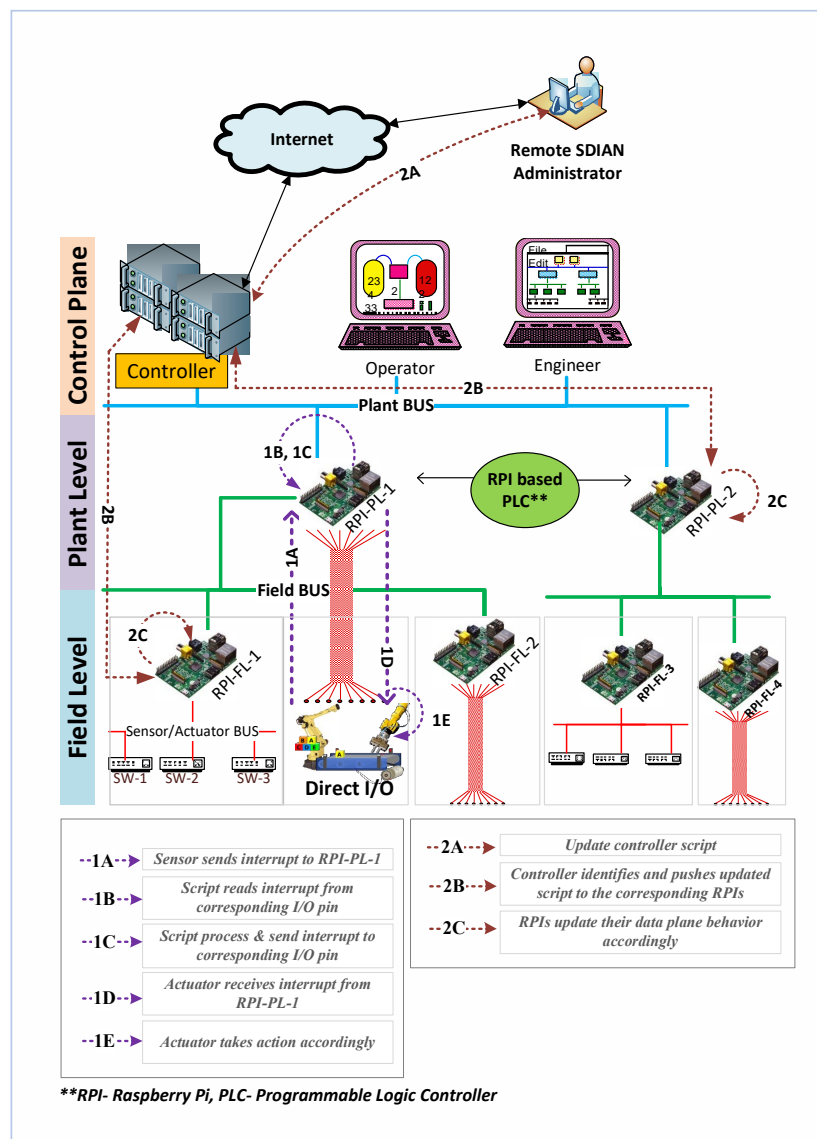 Internet
Remote SDIAN
Administrator
2A
Control Plane
File
Edit
23
4
33
2
12
2
Controller
Operator
Engineer
2B
Plant BUS
Plant Level
1B, 1C
RPI-PL-1
RPI based
PLC**
RPI-PL-2
2C
2B
1A
Field BUS
Field Level
2C
RPI-FL-1
1D
RPI-FL-2
RPI-FL-3
RPI-FL-4
1E
Sensor/Actuator BUS
SW-1
SW-2
SW-3
B A
C D E
A
Direct I/O
1A Sensor sends interrupt to RPI-PL-1
1B Script reads interrupt from
corresponding I/O pin
1C Script process & send interrupt to
corresponding I/O pin
1D Actuator receives interrupt from
RPI-PL-1
1E Actuator takes action accordingly
2A Update controller script
2B Controller identifies and pushes updated
script to the corresponding RPIs
2C RPIs update their data plane behavior
accordingly
**RPI- Raspberry Pi, PLC- Programmable Logic Controller